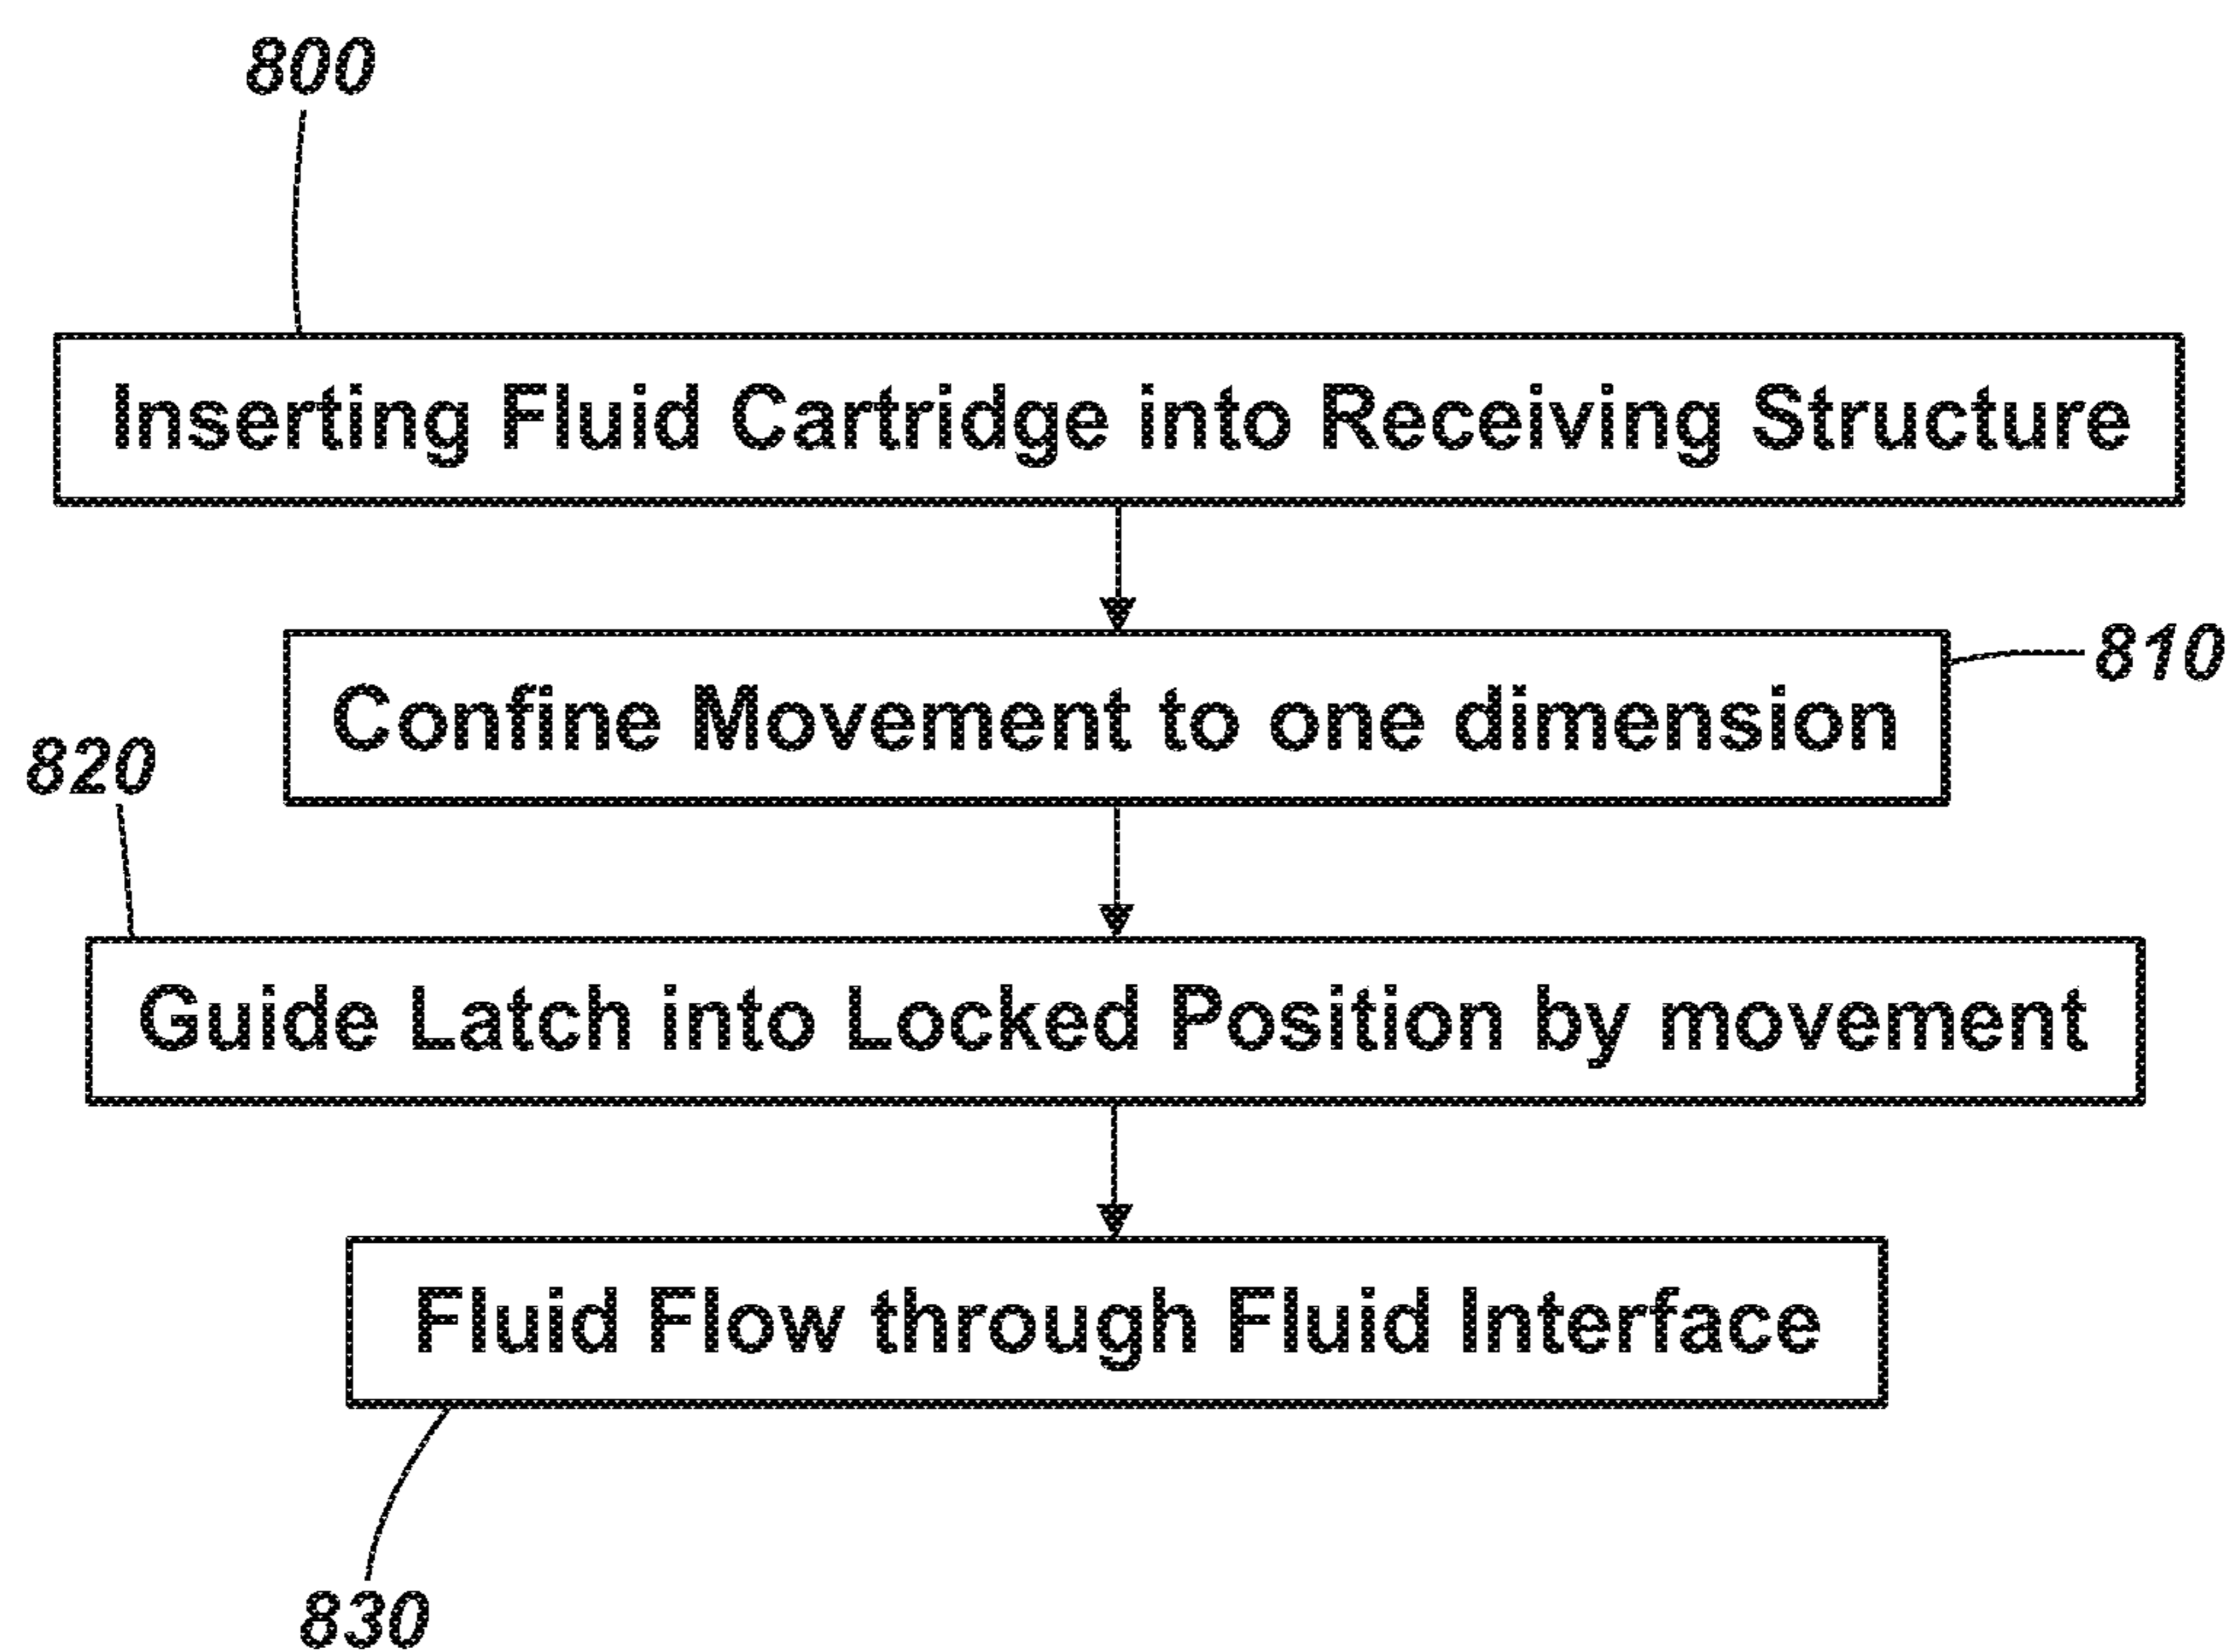 800
Inserting Fluid Cartridge into Receiving Structure
810
Confine Movement to one dimension
820
Guide Latch into Locked Position by movement
Fluid Flow through Fluid Interface
830